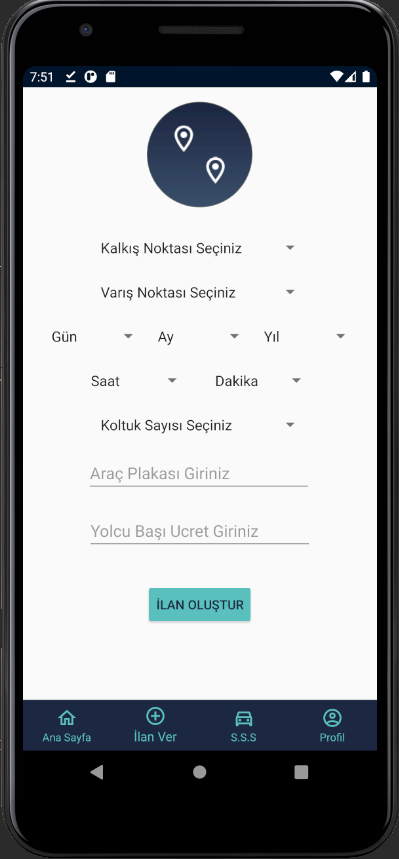 7:51
Kalkış Noktası Seçiniz
Varış Noktası Seçiniz
Gün Ay Yıl
Saat Dakika
Koltuk Sayısı Seçiniz
Araç Plakası Giriniz
Yolcu Başı Ucret Giriniz
İLAN OLUŞTUR
Ana Sayfa İlan Ver S.S.S Profil